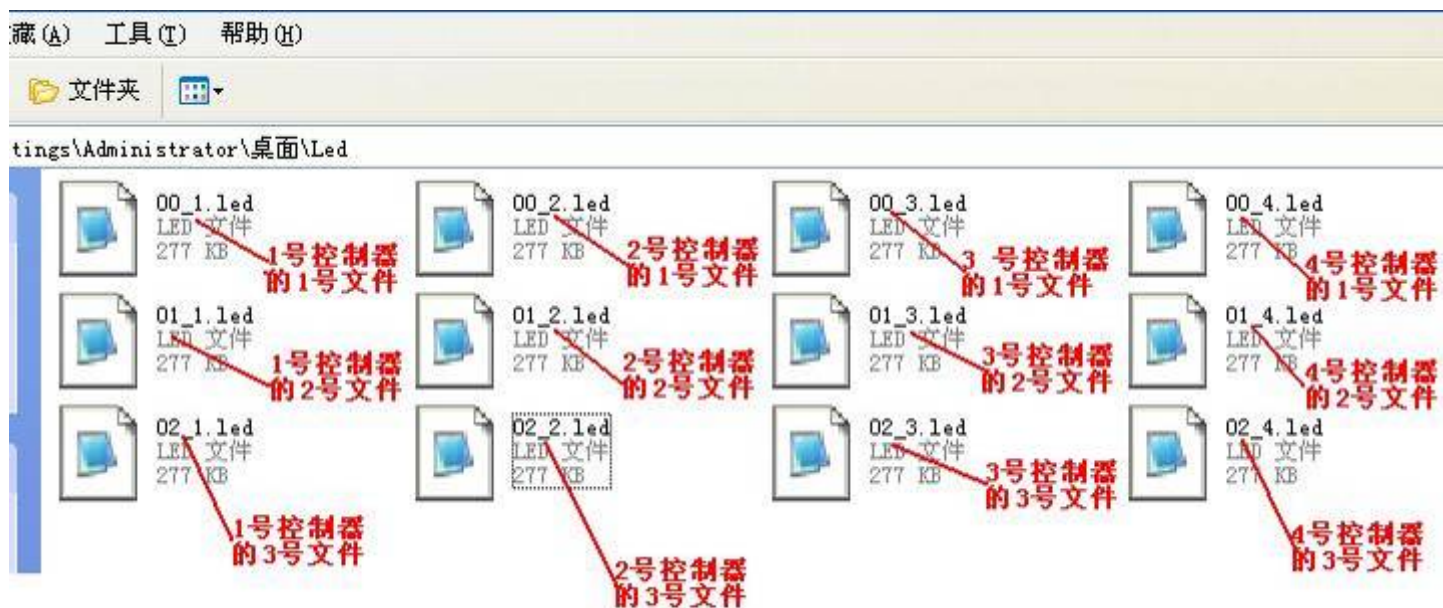 藏(A) 工具(T) 帮助(H)
文件夹
tings\Administrator\桌面\Led
00_1.led
LED 文件
277 KB
1号控制器
的1号文件
00_2.led
LED 文件
277 KB
2号控制器
的1号文件
00_3.led
LED 文件
277 KB
3 号控制器
的1号文件
00_4.led
LED 文件
277 KB
4号控制器
的1号文件
01_1.led
LED 文件
277 KB
1号控制器
的2号文件
01_2.led
LED 文件
277 KB
2号控制器
的2号文件
01_3.led
LED 文件
277 KB
3号控制器
的2号文件
01_4.led
LED 文件
277 KB
4号控制器
的2号文件
02_1.led
LED 文件
277 KB
1号控制器
的3号文件
02_2.led
LED 文件
277 KB
2号控制器
的3号文件
02_3.led
LED 文件
277 KB
3号控制器
的3号文件
02_4.led
LED 文件
277 KB
4号控制器
的3号文件